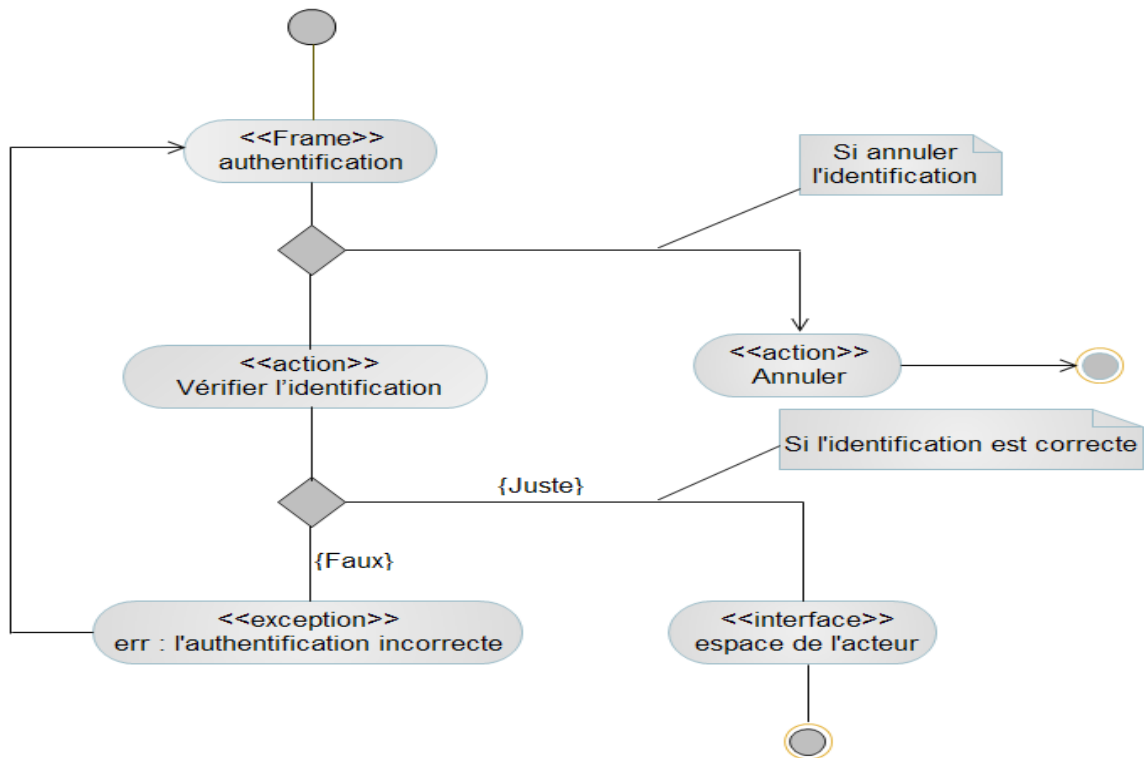 <<Frame>>
authentification
Si annuler
l'identification
<<action>>
Vérifier l’identification
<<action>>
Annuler
Si l'identification est correcte
{Juste}
{Faux}
<<exception>>
err : l'authentification incorrecte
<<interface>>
espace de l'acteur